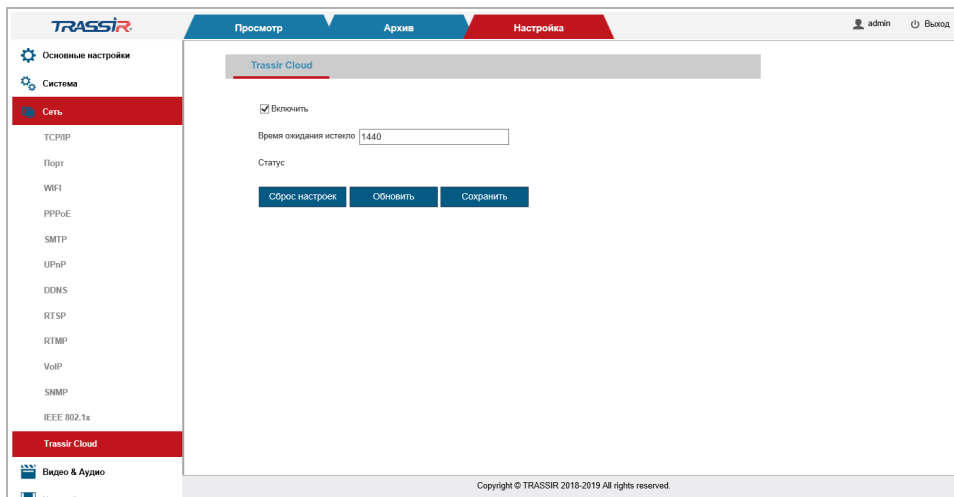 TRASSIR
Просмотр
Архив
Настройка
admin
Выход
Основные настройки
Система
Сеть
TCP/IP
Порт
WIFI
PPPoE
SMTP
UPnP
DDNS
RTSP
RTMP
VoIP
SNMP
IEEE 802.1x
Trassir Cloud
Видео & Аудио
Trassir Cloud
Включить
Время ожидания истекло 1440
Статус
Сброс настроек
Обновить
Сохранить
Copyright © TRASSIR 2018-2019 All rights reserved.